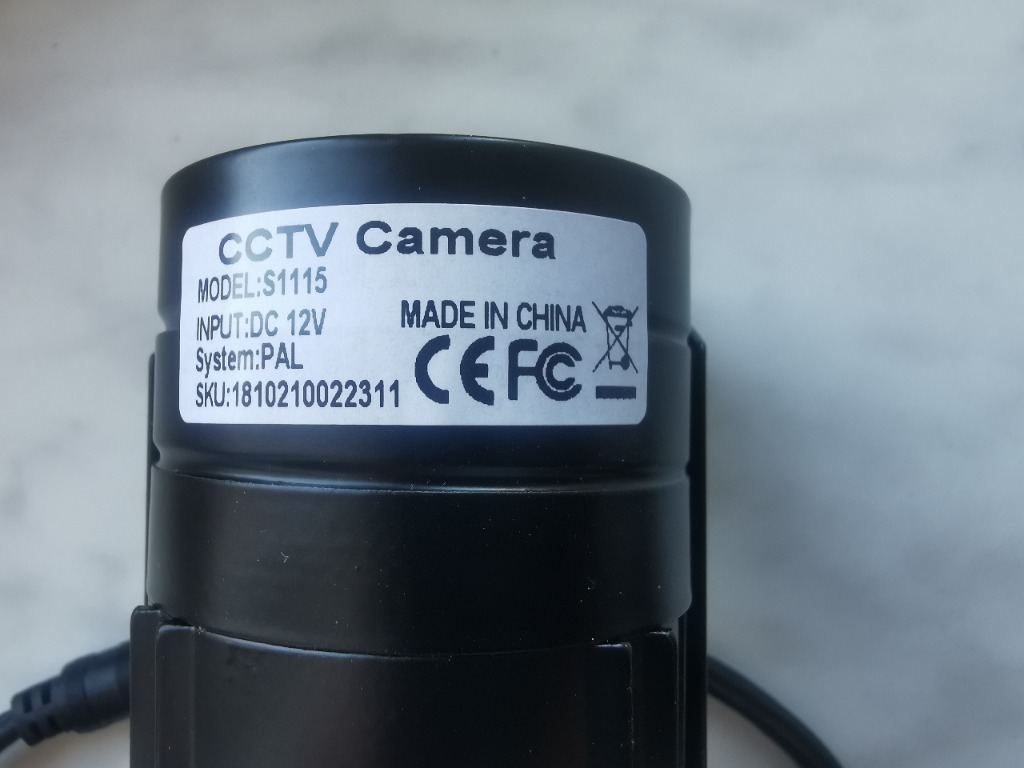 CCTV Camera
MODEL:S1115
INPUT:DC 12V
System:PAL
SKU:1810210022311
MADE IN CHINA
CE FC